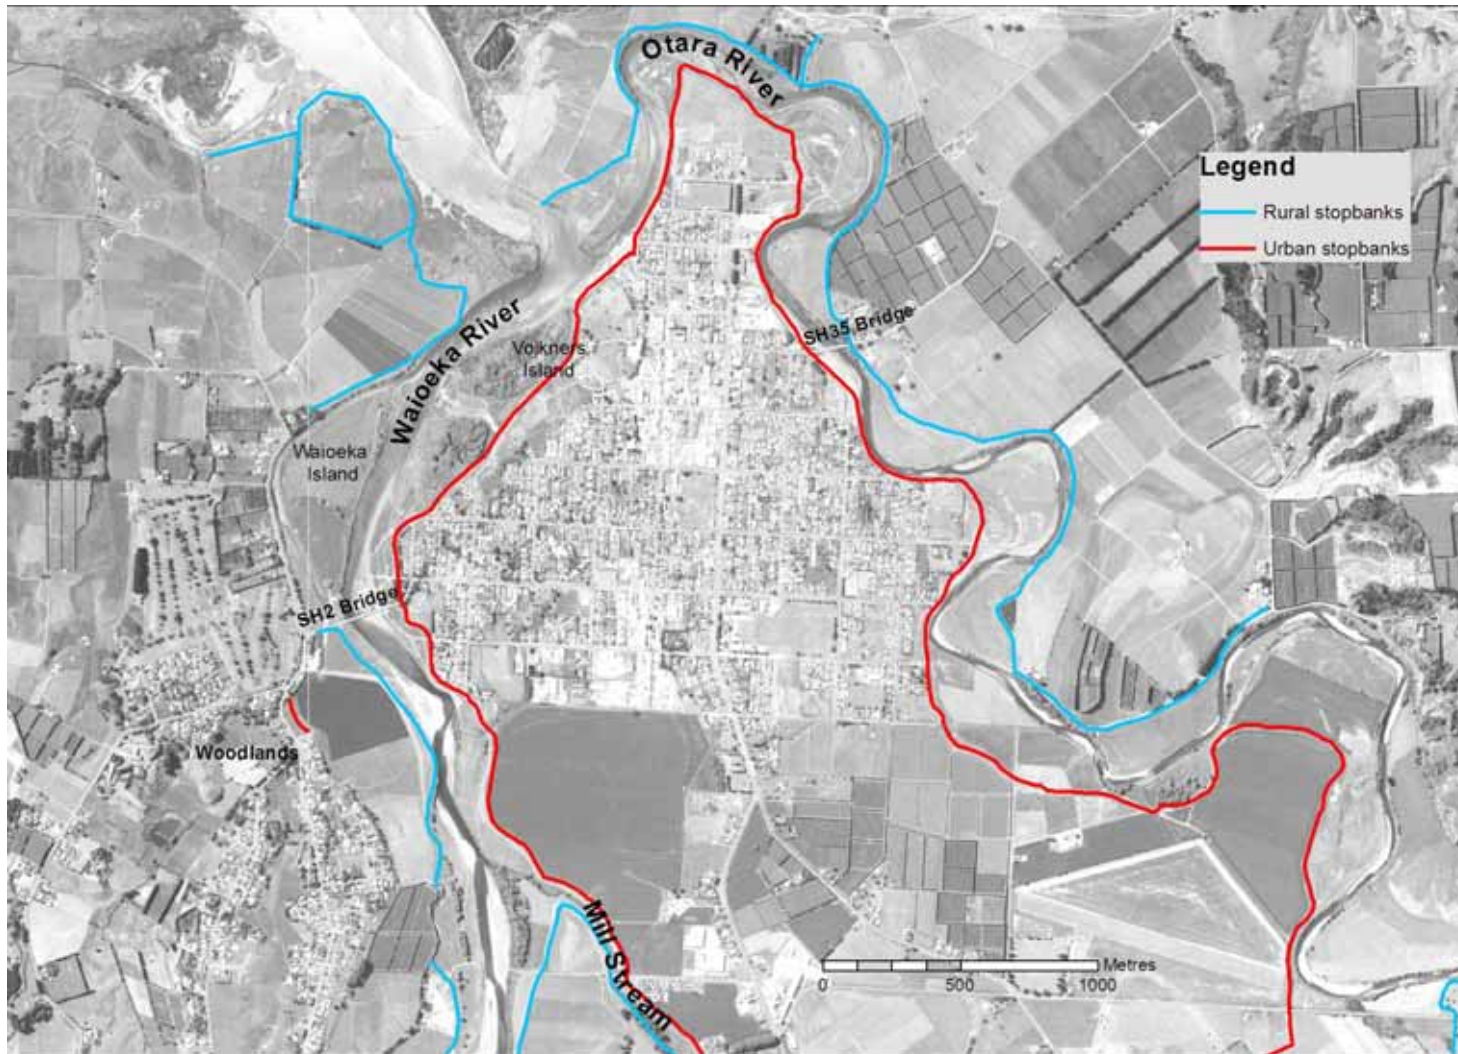 Otara River
Legend
Rural stopbanks
Urban stopbanks
Waioeka River
Volkners
Island
SH35 Bridge
Waioeka
Island
SH2 Bridge
Woodlands
Mill Stream
Metres
0 500 1000